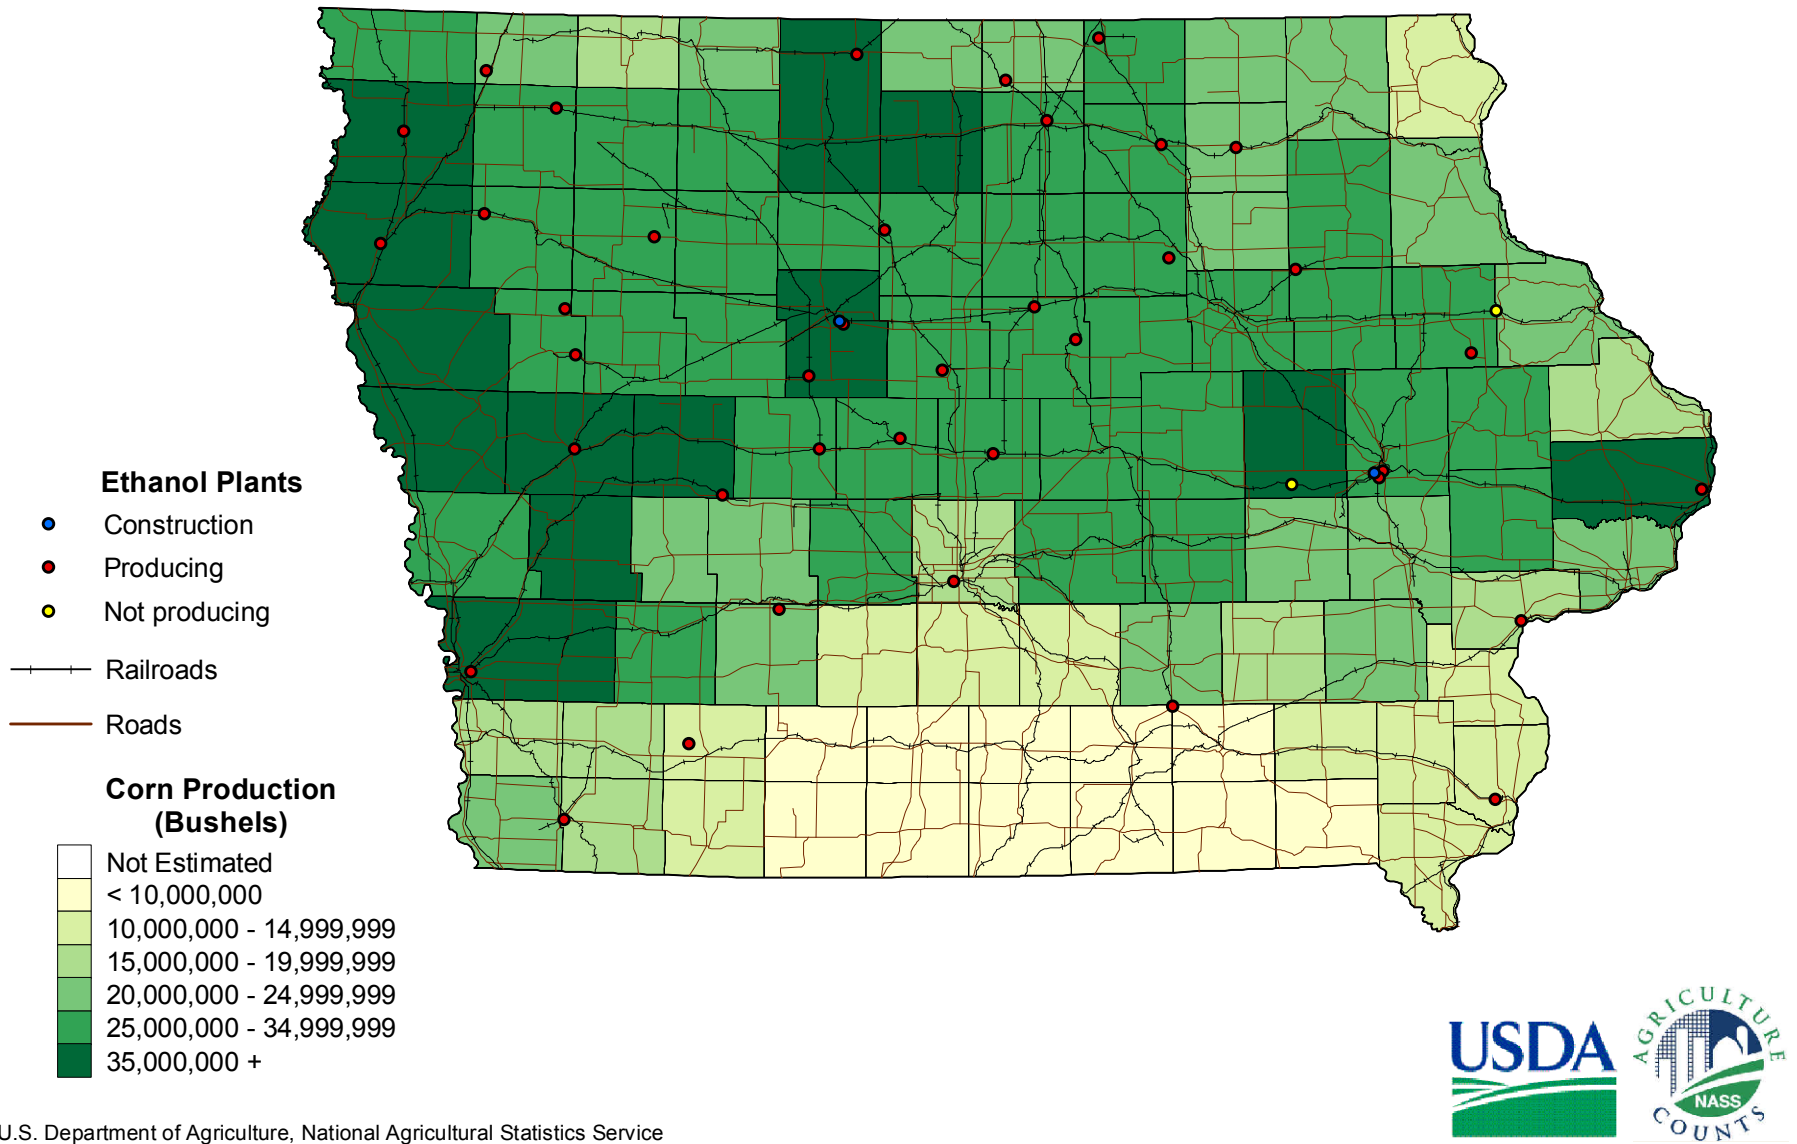 Ethanol Plants
Construction
Producing
Not producing
Railroads
Roads
Corn Production
(Bushels)
Not Estimated
< 10,000,000
10,000,000 - 14,999,999
15,000,000 - 19,999,999
20,000,000 - 24,999,999
25,000,000 - 34,999,999
35,000,000 +
USDA
AGRICULTURE
NASS
COUNTS
U.S. Department of Agriculture, National Agricultural Statistics Service